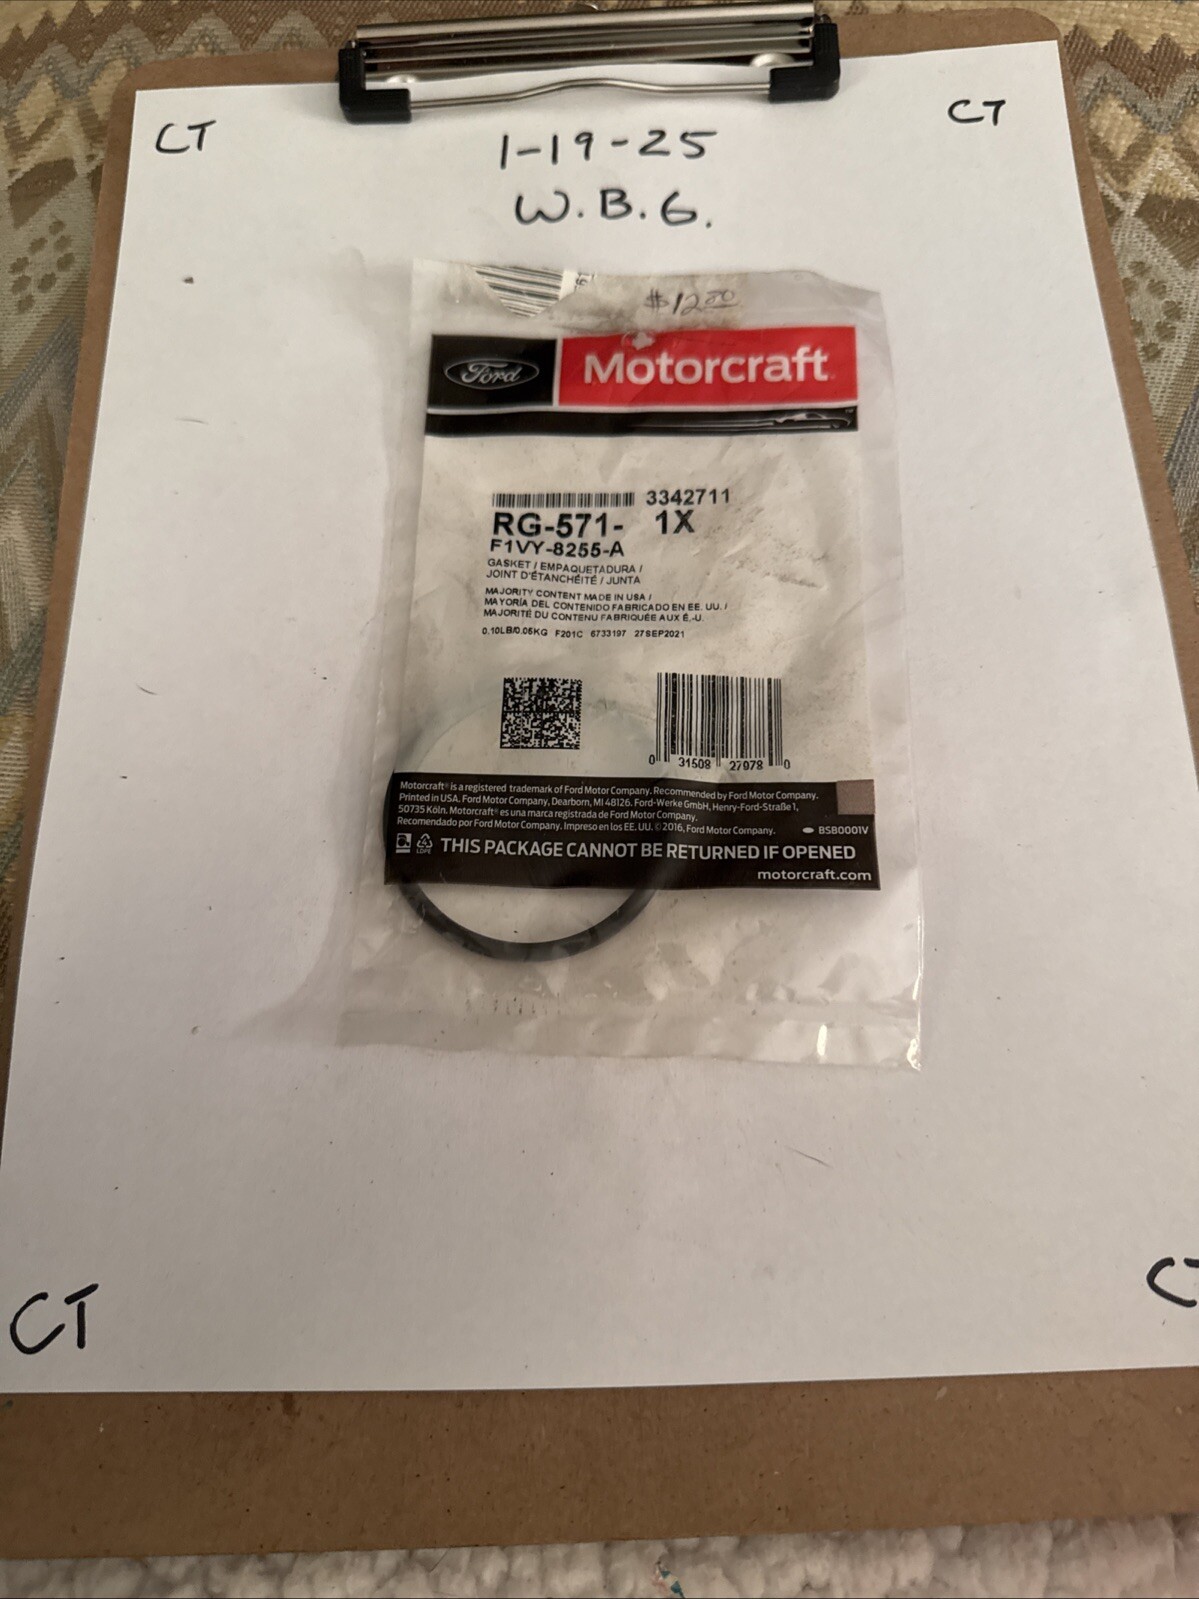 CT
CT
1-19-25
W.B.G.
$12.00
Ford
Motorcraft
3342711
RG-571- 1X
F1VY-8255-A
GASKET / EMPAQUETADURA /
JOINT D'ÉTANCHÉITÉ / JUNTA
MAJORITY CONTENT MADE IN USA /
MAYORÍA DEL CONTENIDO FABRICADO EN EE. UU. /
MAJORITÉ DU CONTENU FABRIQUÉE AUX É.-U.
0.10LB/0.05KG F201C 6733197 27SEP2021
0 31508 27978 0
Motorcraft® is a registered trademark of Ford Motor Company. Recommended by Ford Motor Company.
Printed in USA. Ford Motor Company, Dearborn, MI 48126. Ford-Werke GmbH, Henry-Ford-Straße 1,
50735 Köln. Motorcraft® es una marca registrada de Ford Motor Company.
Recomendado por Ford Motor Company. Impreso en los EE. UU. ©2016, Ford Motor Company.
BSB0001V
LDPE
THIS PACKAGE CANNOT BE RETURNED IF OPENED
motorcraft.com
CT
CT